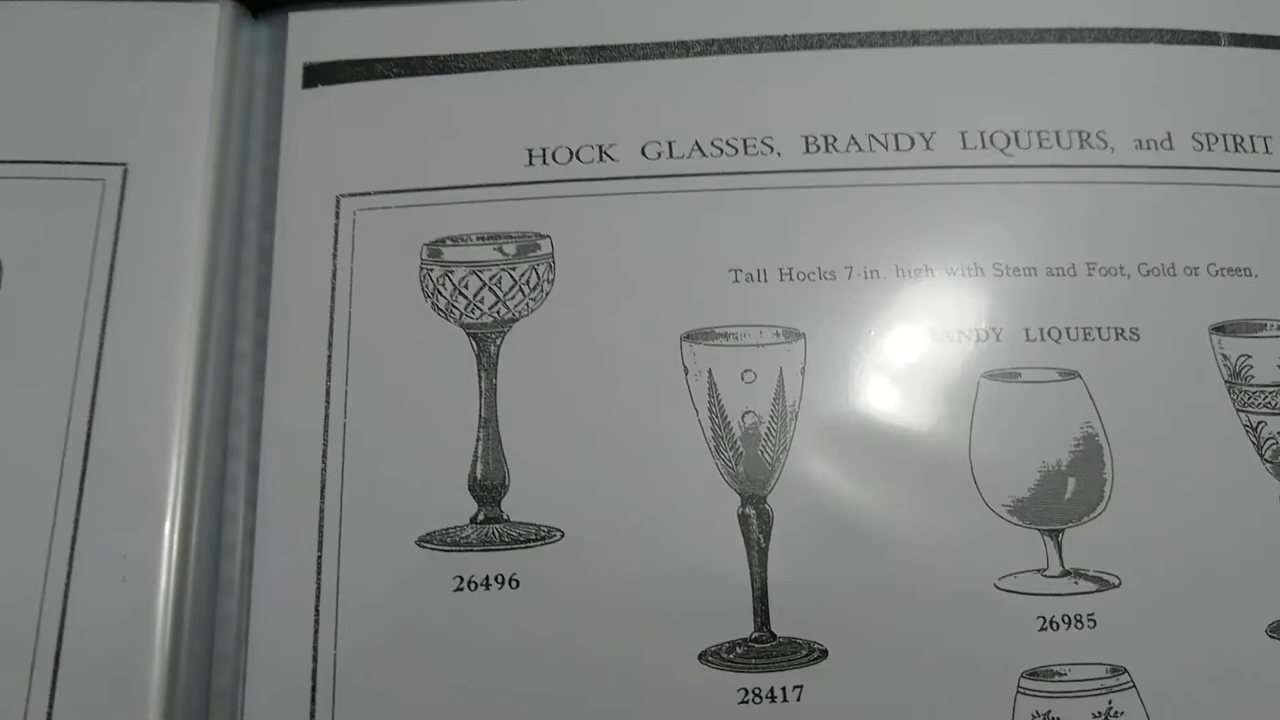 HOCK GLASSES, BRANDY LIQUEURS, and SPIRIT
Tall Hocks 7-in. high with Stem and Foot, Gold or Green.
LIQUEURS
26496
26985
28417